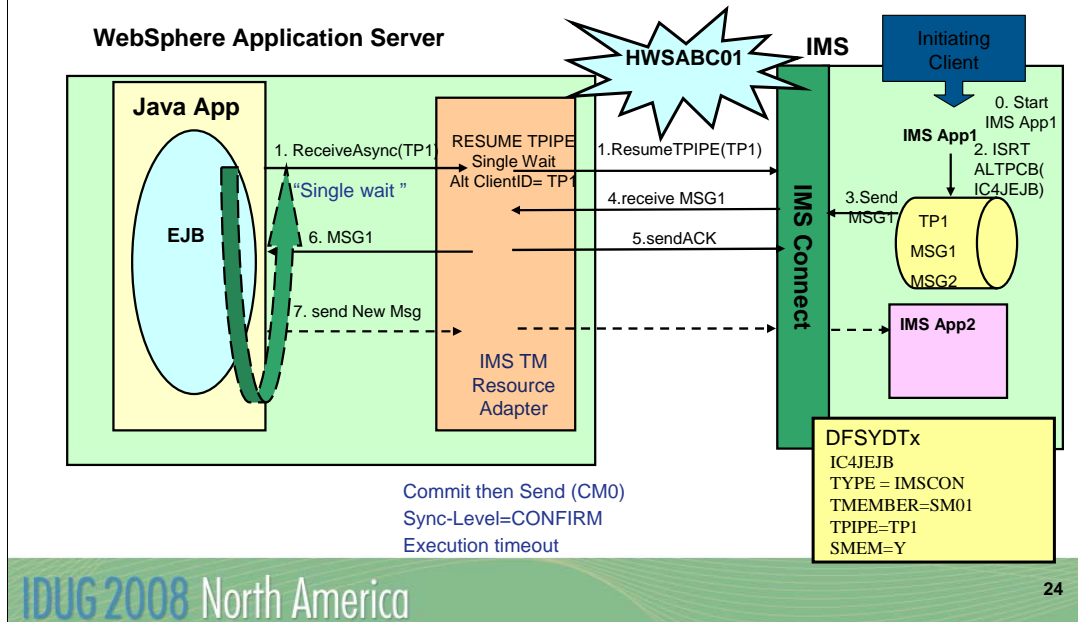 WebSphere Application Server
HWSABC01
IMS
Initiating
Client
Java App
EJB
1. ReceiveAsync(TP1)
“Single wait ”
6. MSG1
7. send New Msg
RESUME TPIPE
Single Wait
Alt ClientID= TP1
IMS TM
Resource
Adapter
1.ResumeTPIPE(TP1)
4.receive MSG1
5.sendACK
IMS Connect
0. Start
IMS App1
IMS App1
2. ISRT
ALTPCB(
IC4JEJB)
3.Send
MSG1
TP1
MSG1
MSG2
IMS App2
DFSYDTx
IC4JEJB
TYPE = IMSCON
TMEMBER=SM01
TPIPE=TP1
SMEM=Y
Commit then Send (CM0)
Sync-Level=CONFIRM
Execution timeout
IDUG 2008 North America
24